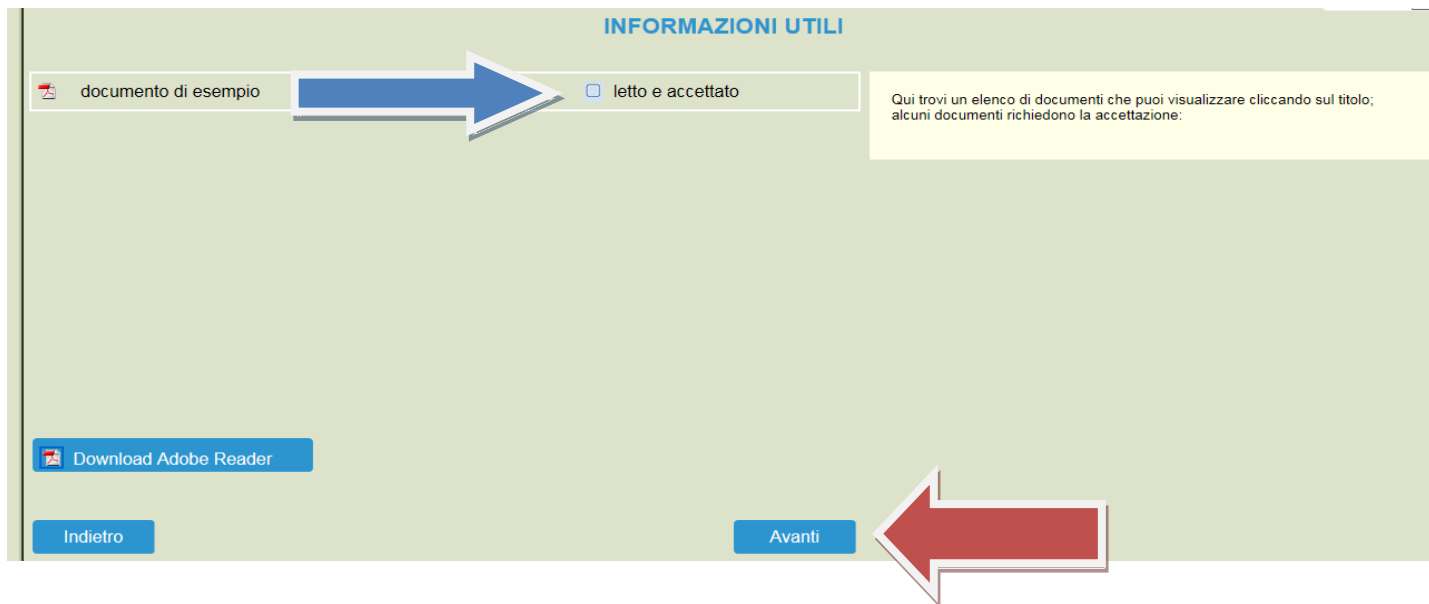 INFORMAZIONI UTILI
documento di esempio
letto e accettato
Qui trovi un elenco di documenti che puoi visualizzare cliccando sul titolo;
alcuni documenti richiedono la accettazione:
Download Adobe Reader
Indietro
Avanti